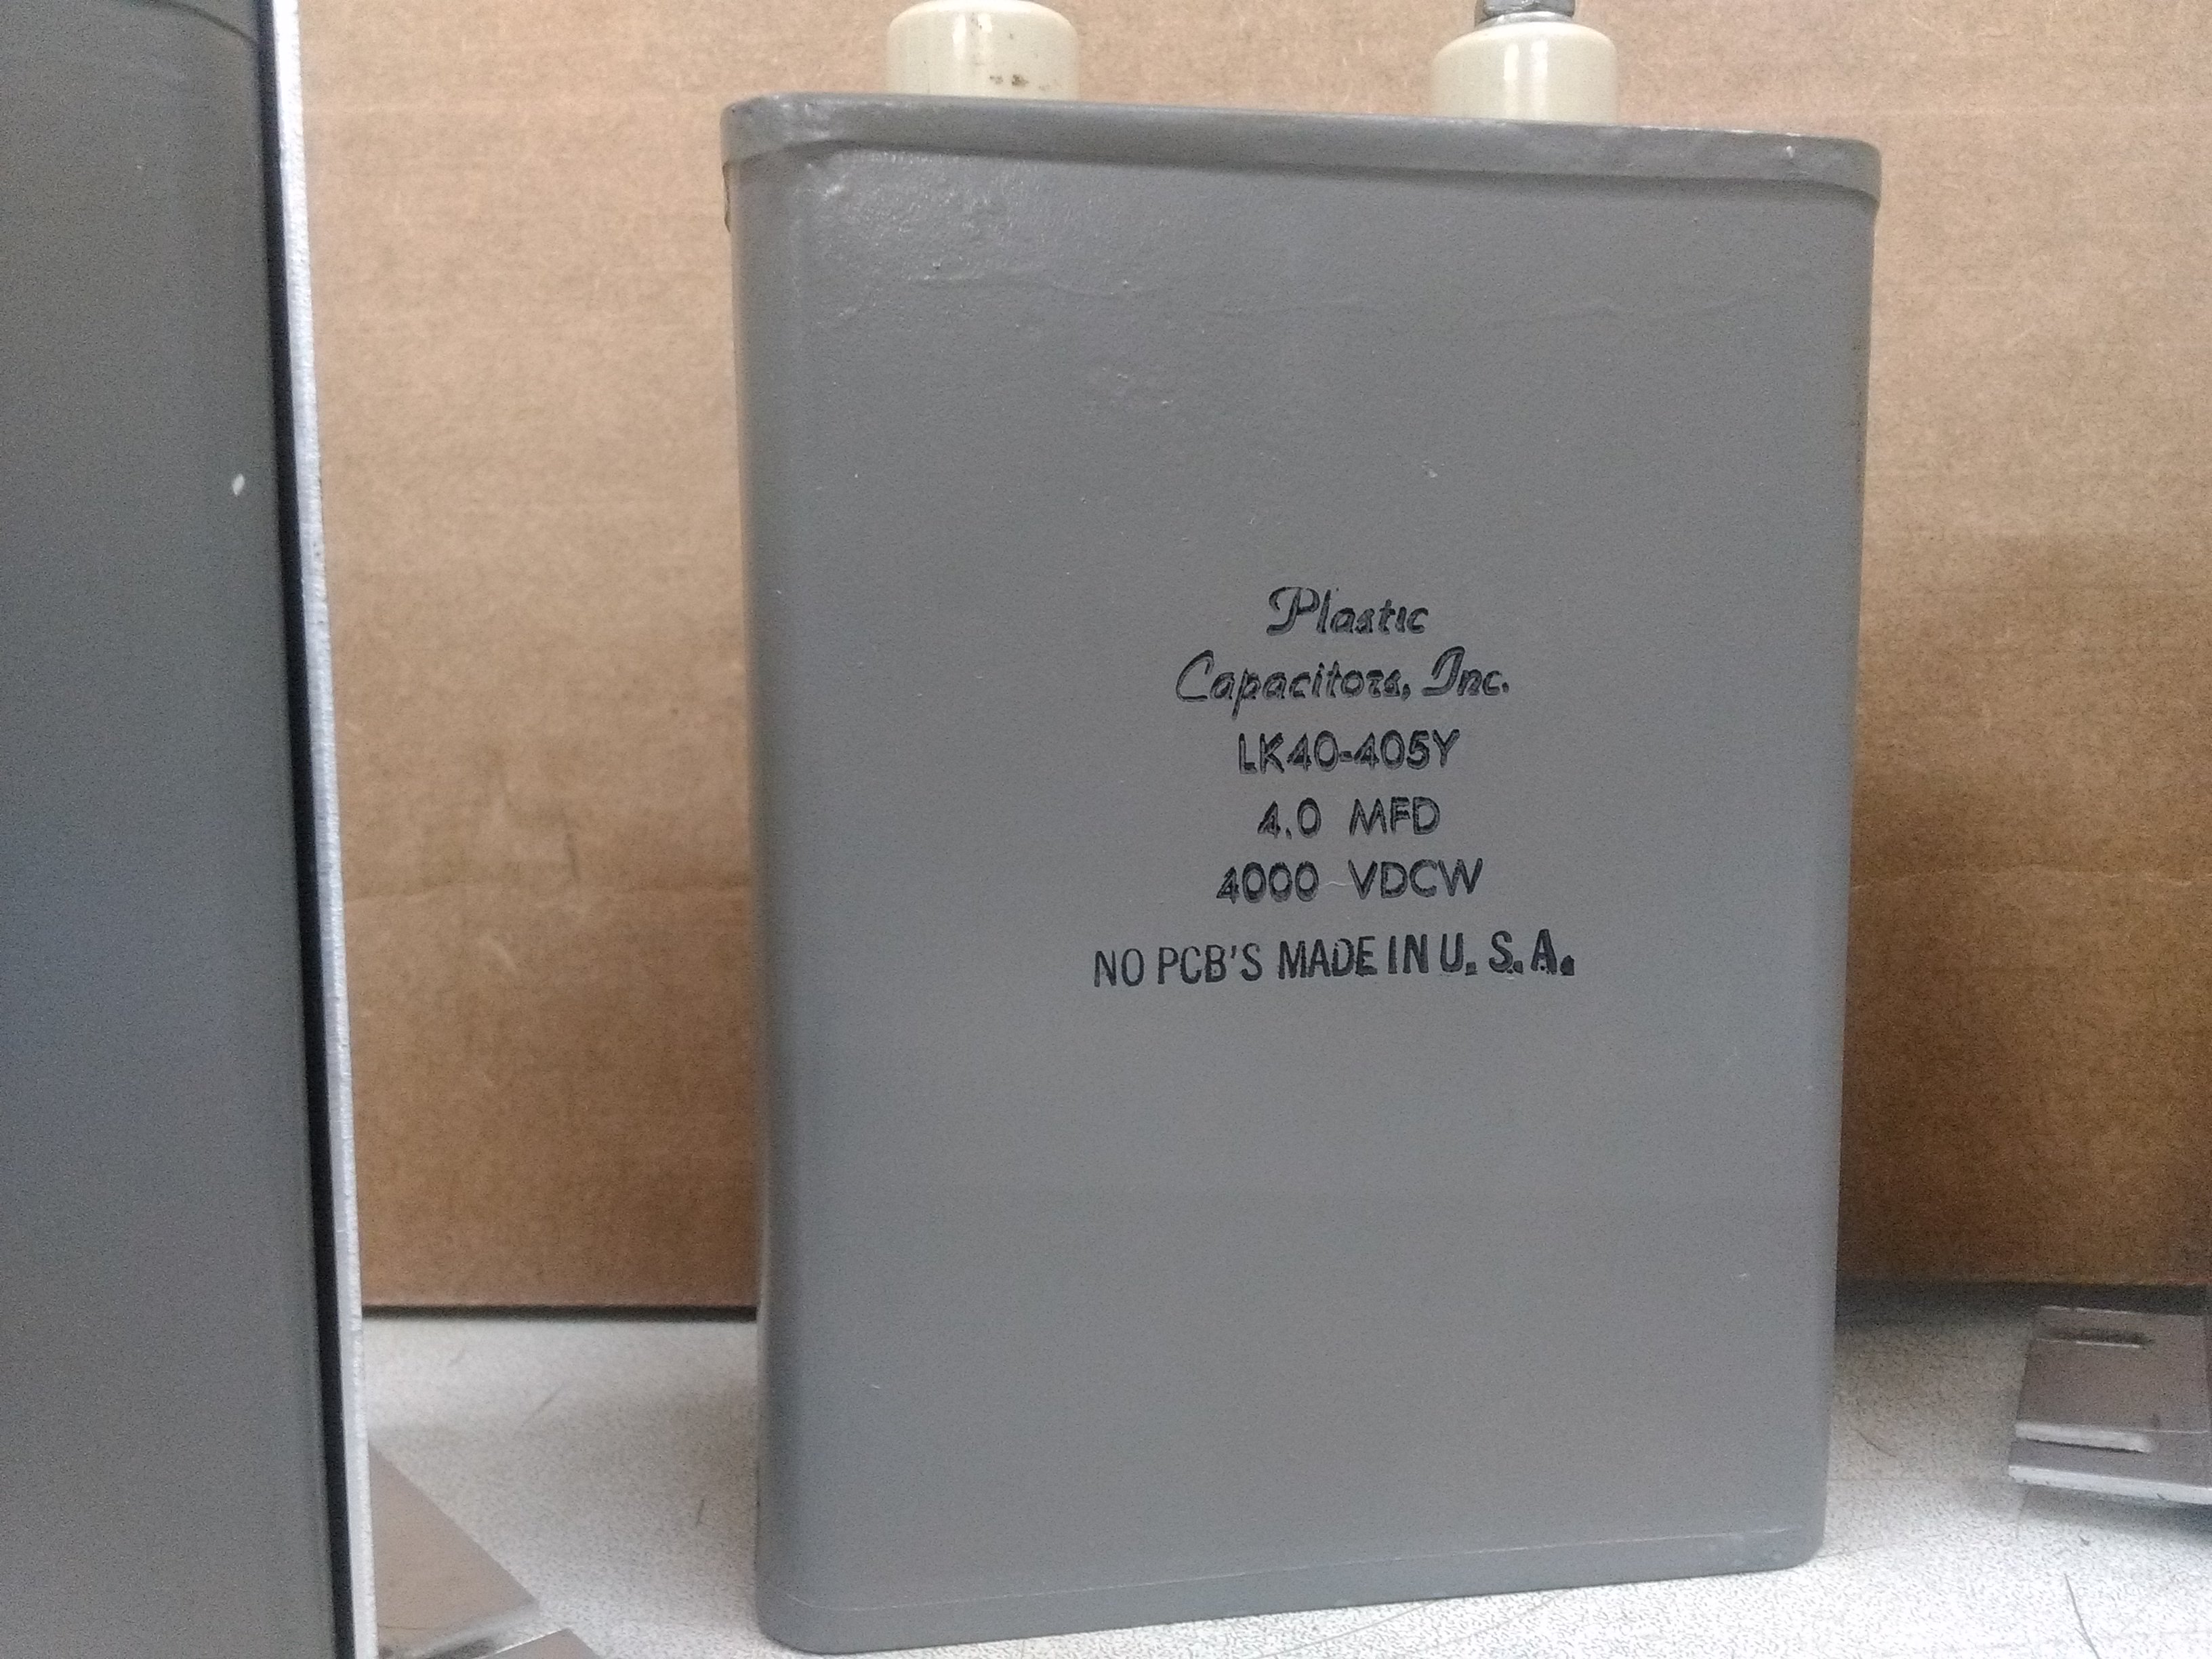 Plastic
Capacitors, Inc.
LK40-405Y
4.0 MFD
4000 VDCW
NO PCB'S MADE IN U.S.A.